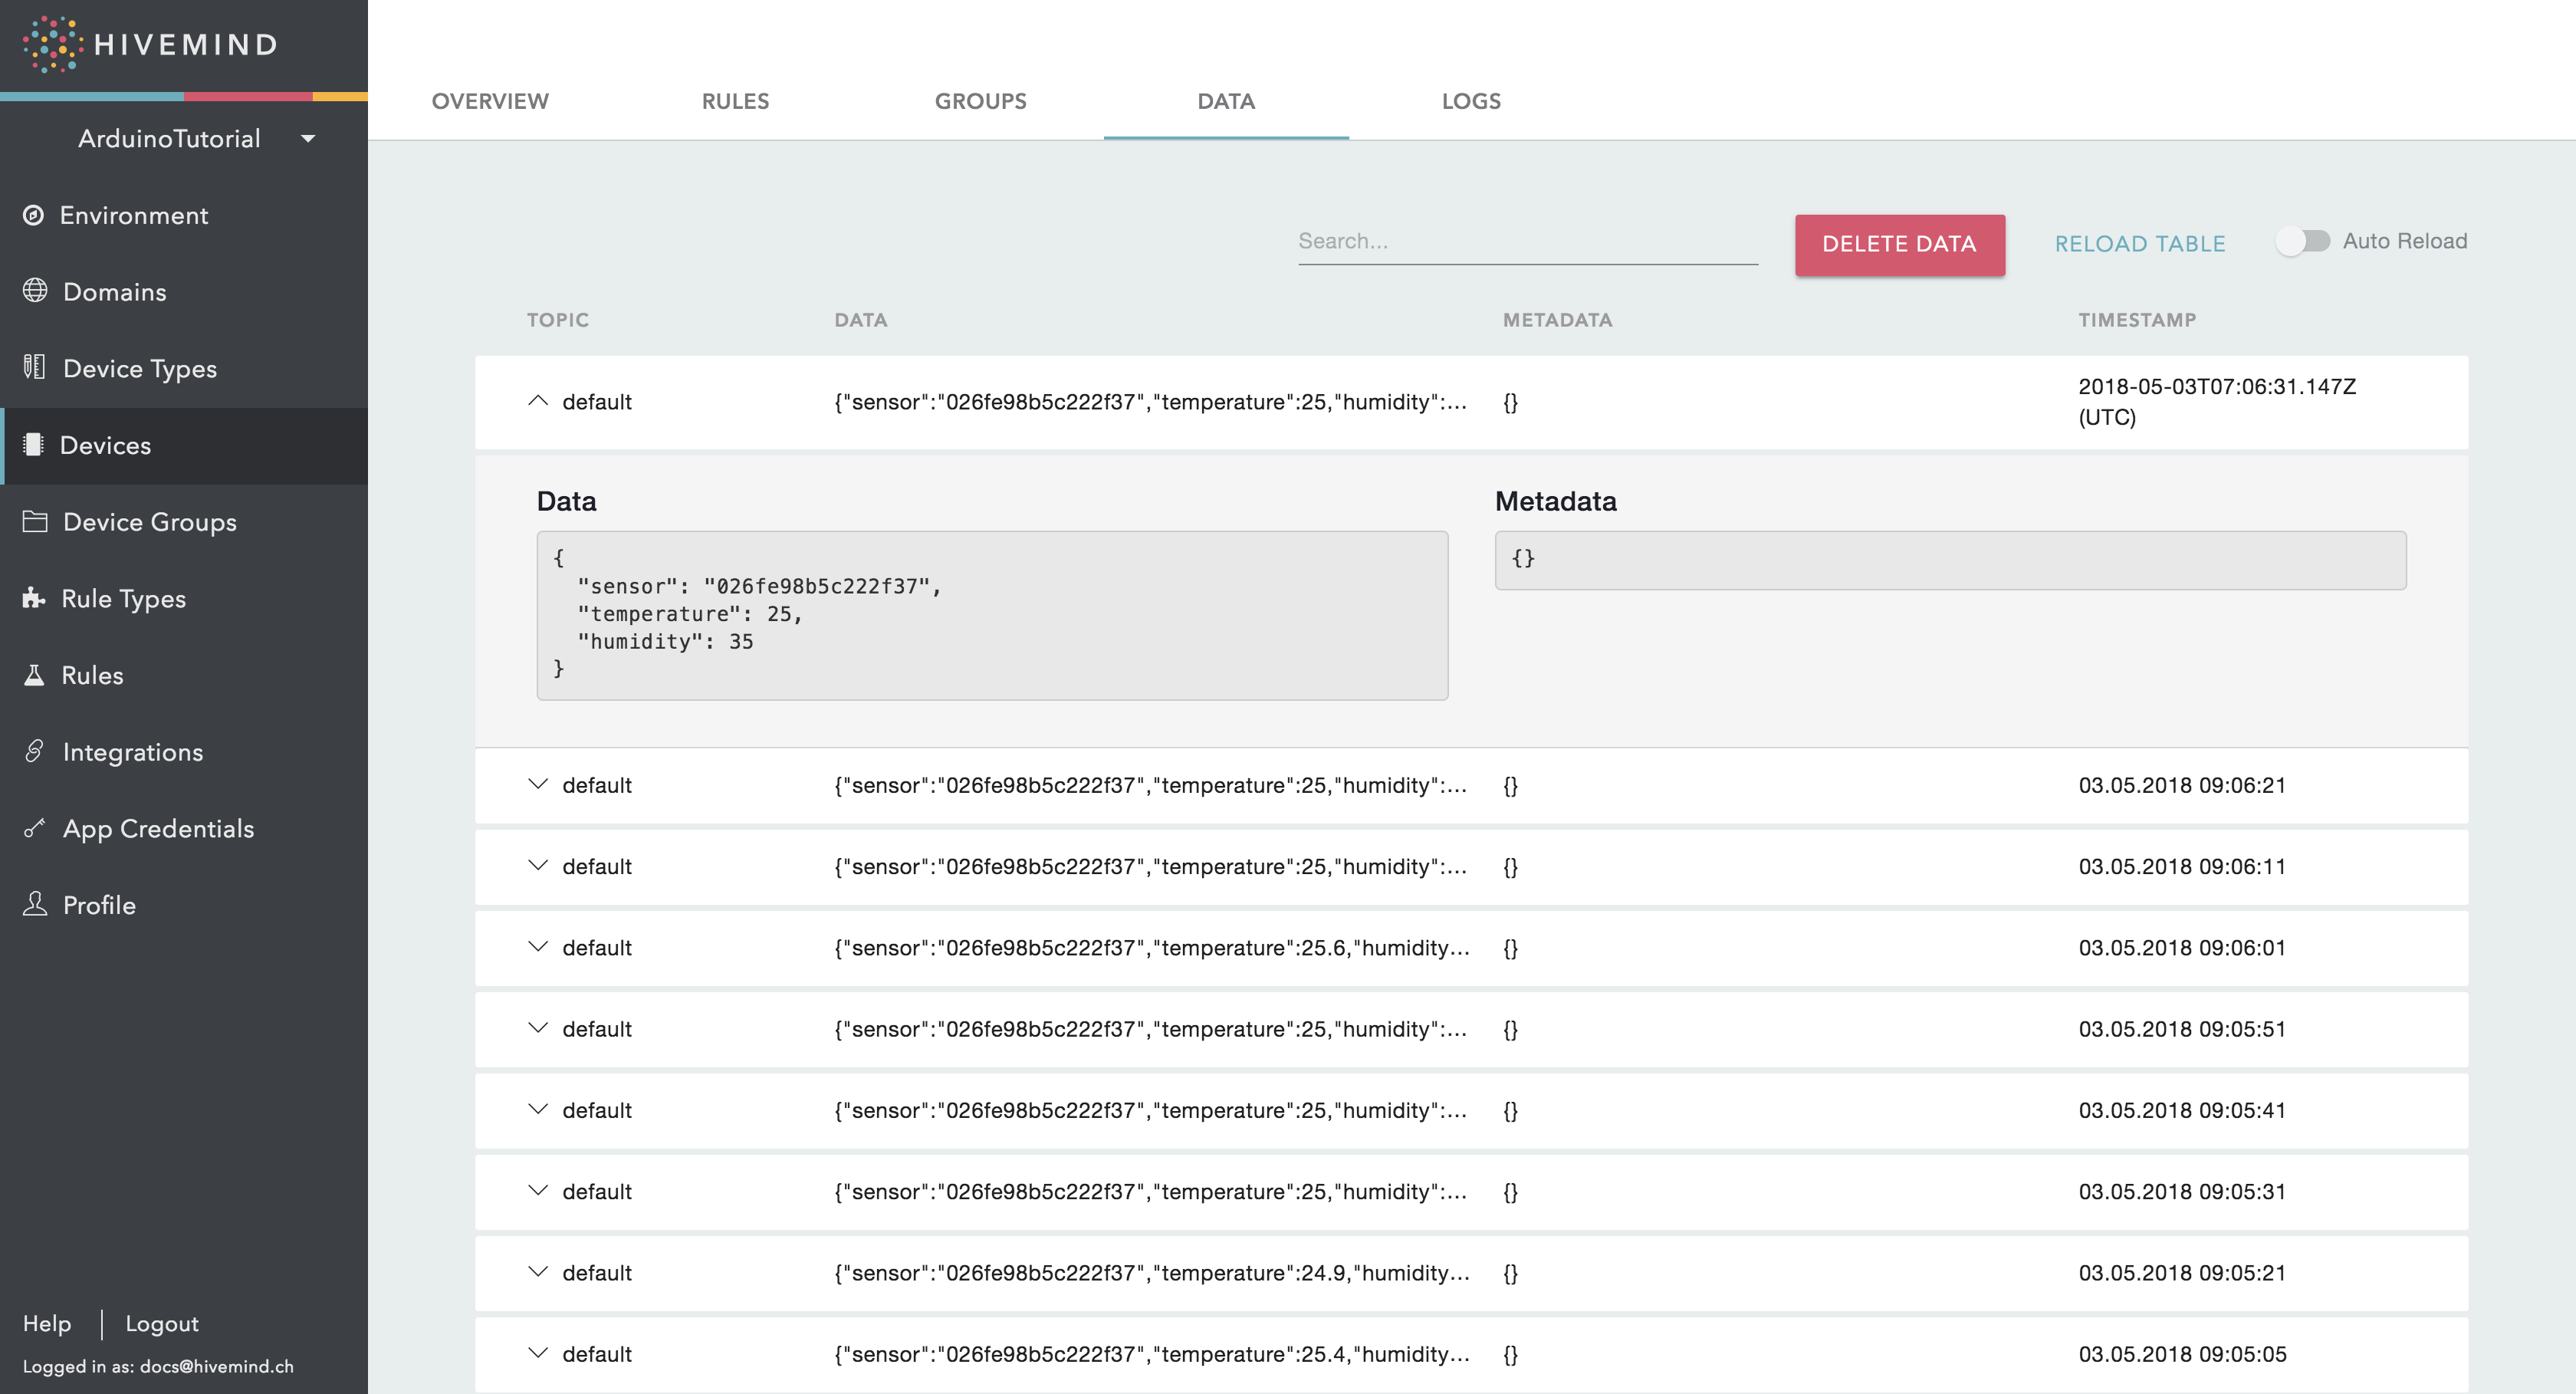 HIVEMIND
ArduinoTutorial
Environment
Domains
Device Types
Devices
Device Groups
Rule Types
Rules
Integrations
App Credentials
Profile
Help | Logout
Logged in as: docs@hivemind.ch
OVERVIEW RULES GROUPS DATA LOGS
Search... DELETE DATA RELOAD TABLE Auto Reload
TOPIC DATA METADATA TIMESTAMP
default {"sensor":"026fe98b5c222f37","temperature":25,"humidity":... {} 2018-05-03T07:06:31.147Z
(UTC)
Data Metadata
{ {}
"sensor": "026fe98b5c222f37",
"temperature": 25,
"humidity": 35
}
default {"sensor":"026fe98b5c222f37","temperature":25,"humidity":... {} 03.05.2018 09:06:21
default {"sensor":"026fe98b5c222f37","temperature":25,"humidity":... {} 03.05.2018 09:06:11
default {"sensor":"026fe98b5c222f37","temperature":25.6,"humidity... {} 03.05.2018 09:06:01
default {"sensor":"026fe98b5c222f37","temperature":25,"humidity":... {} 03.05.2018 09:05:51
default {"sensor":"026fe98b5c222f37","temperature":25,"humidity":... {} 03.05.2018 09:05:41
default {"sensor":"026fe98b5c222f37","temperature":25,"humidity":... {} 03.05.2018 09:05:31
default {"sensor":"026fe98b5c222f37","temperature":24.9,"humidity... {} 03.05.2018 09:05:21
default {"sensor":"026fe98b5c222f37","temperature":25.4,"humidity... {} 03.05.2018 09:05:05